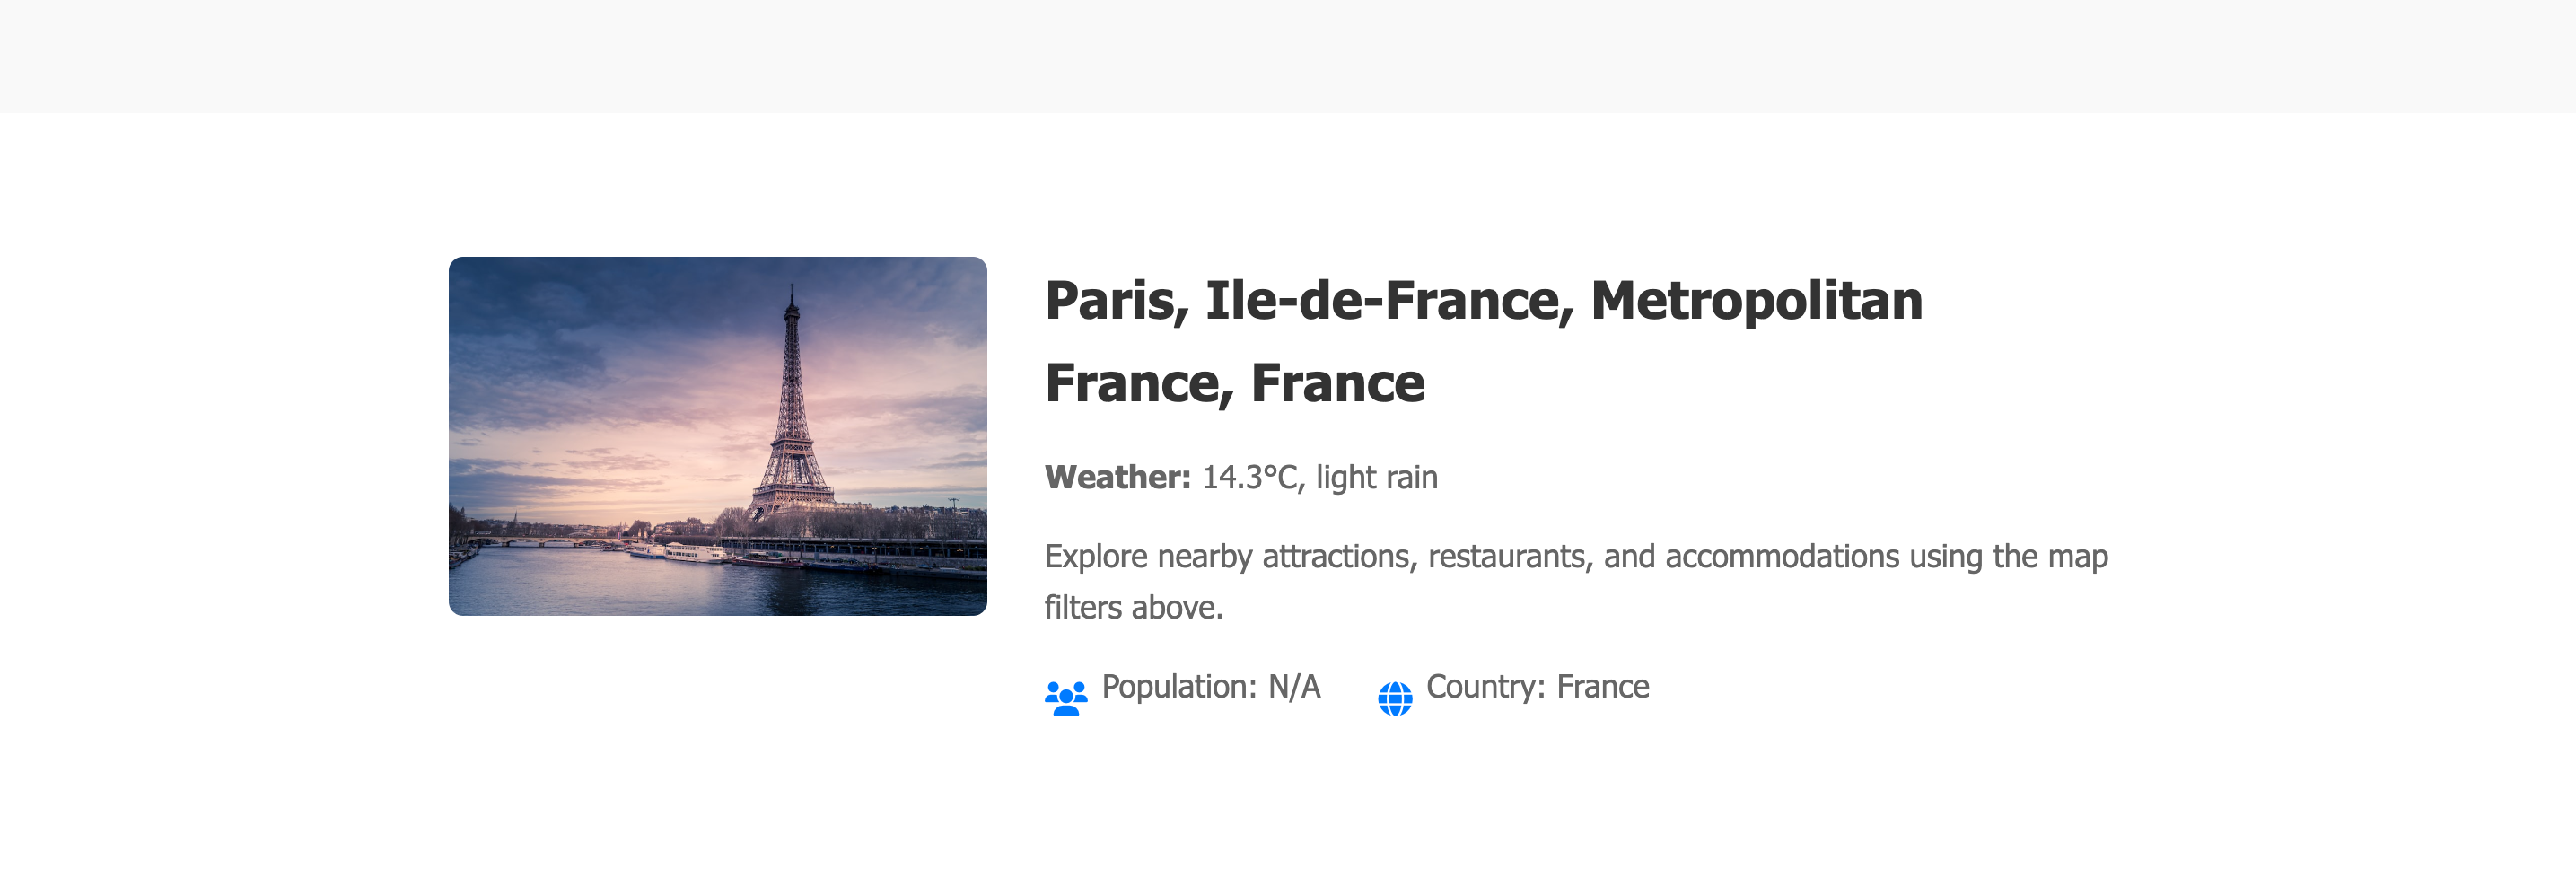 Paris, Ile-de-France, Metropolitan
France, France
Weather: 14.3°C, light rain
Explore nearby attractions, restaurants, and accommodations using the map
filters above.
Population: N/A
Country: France